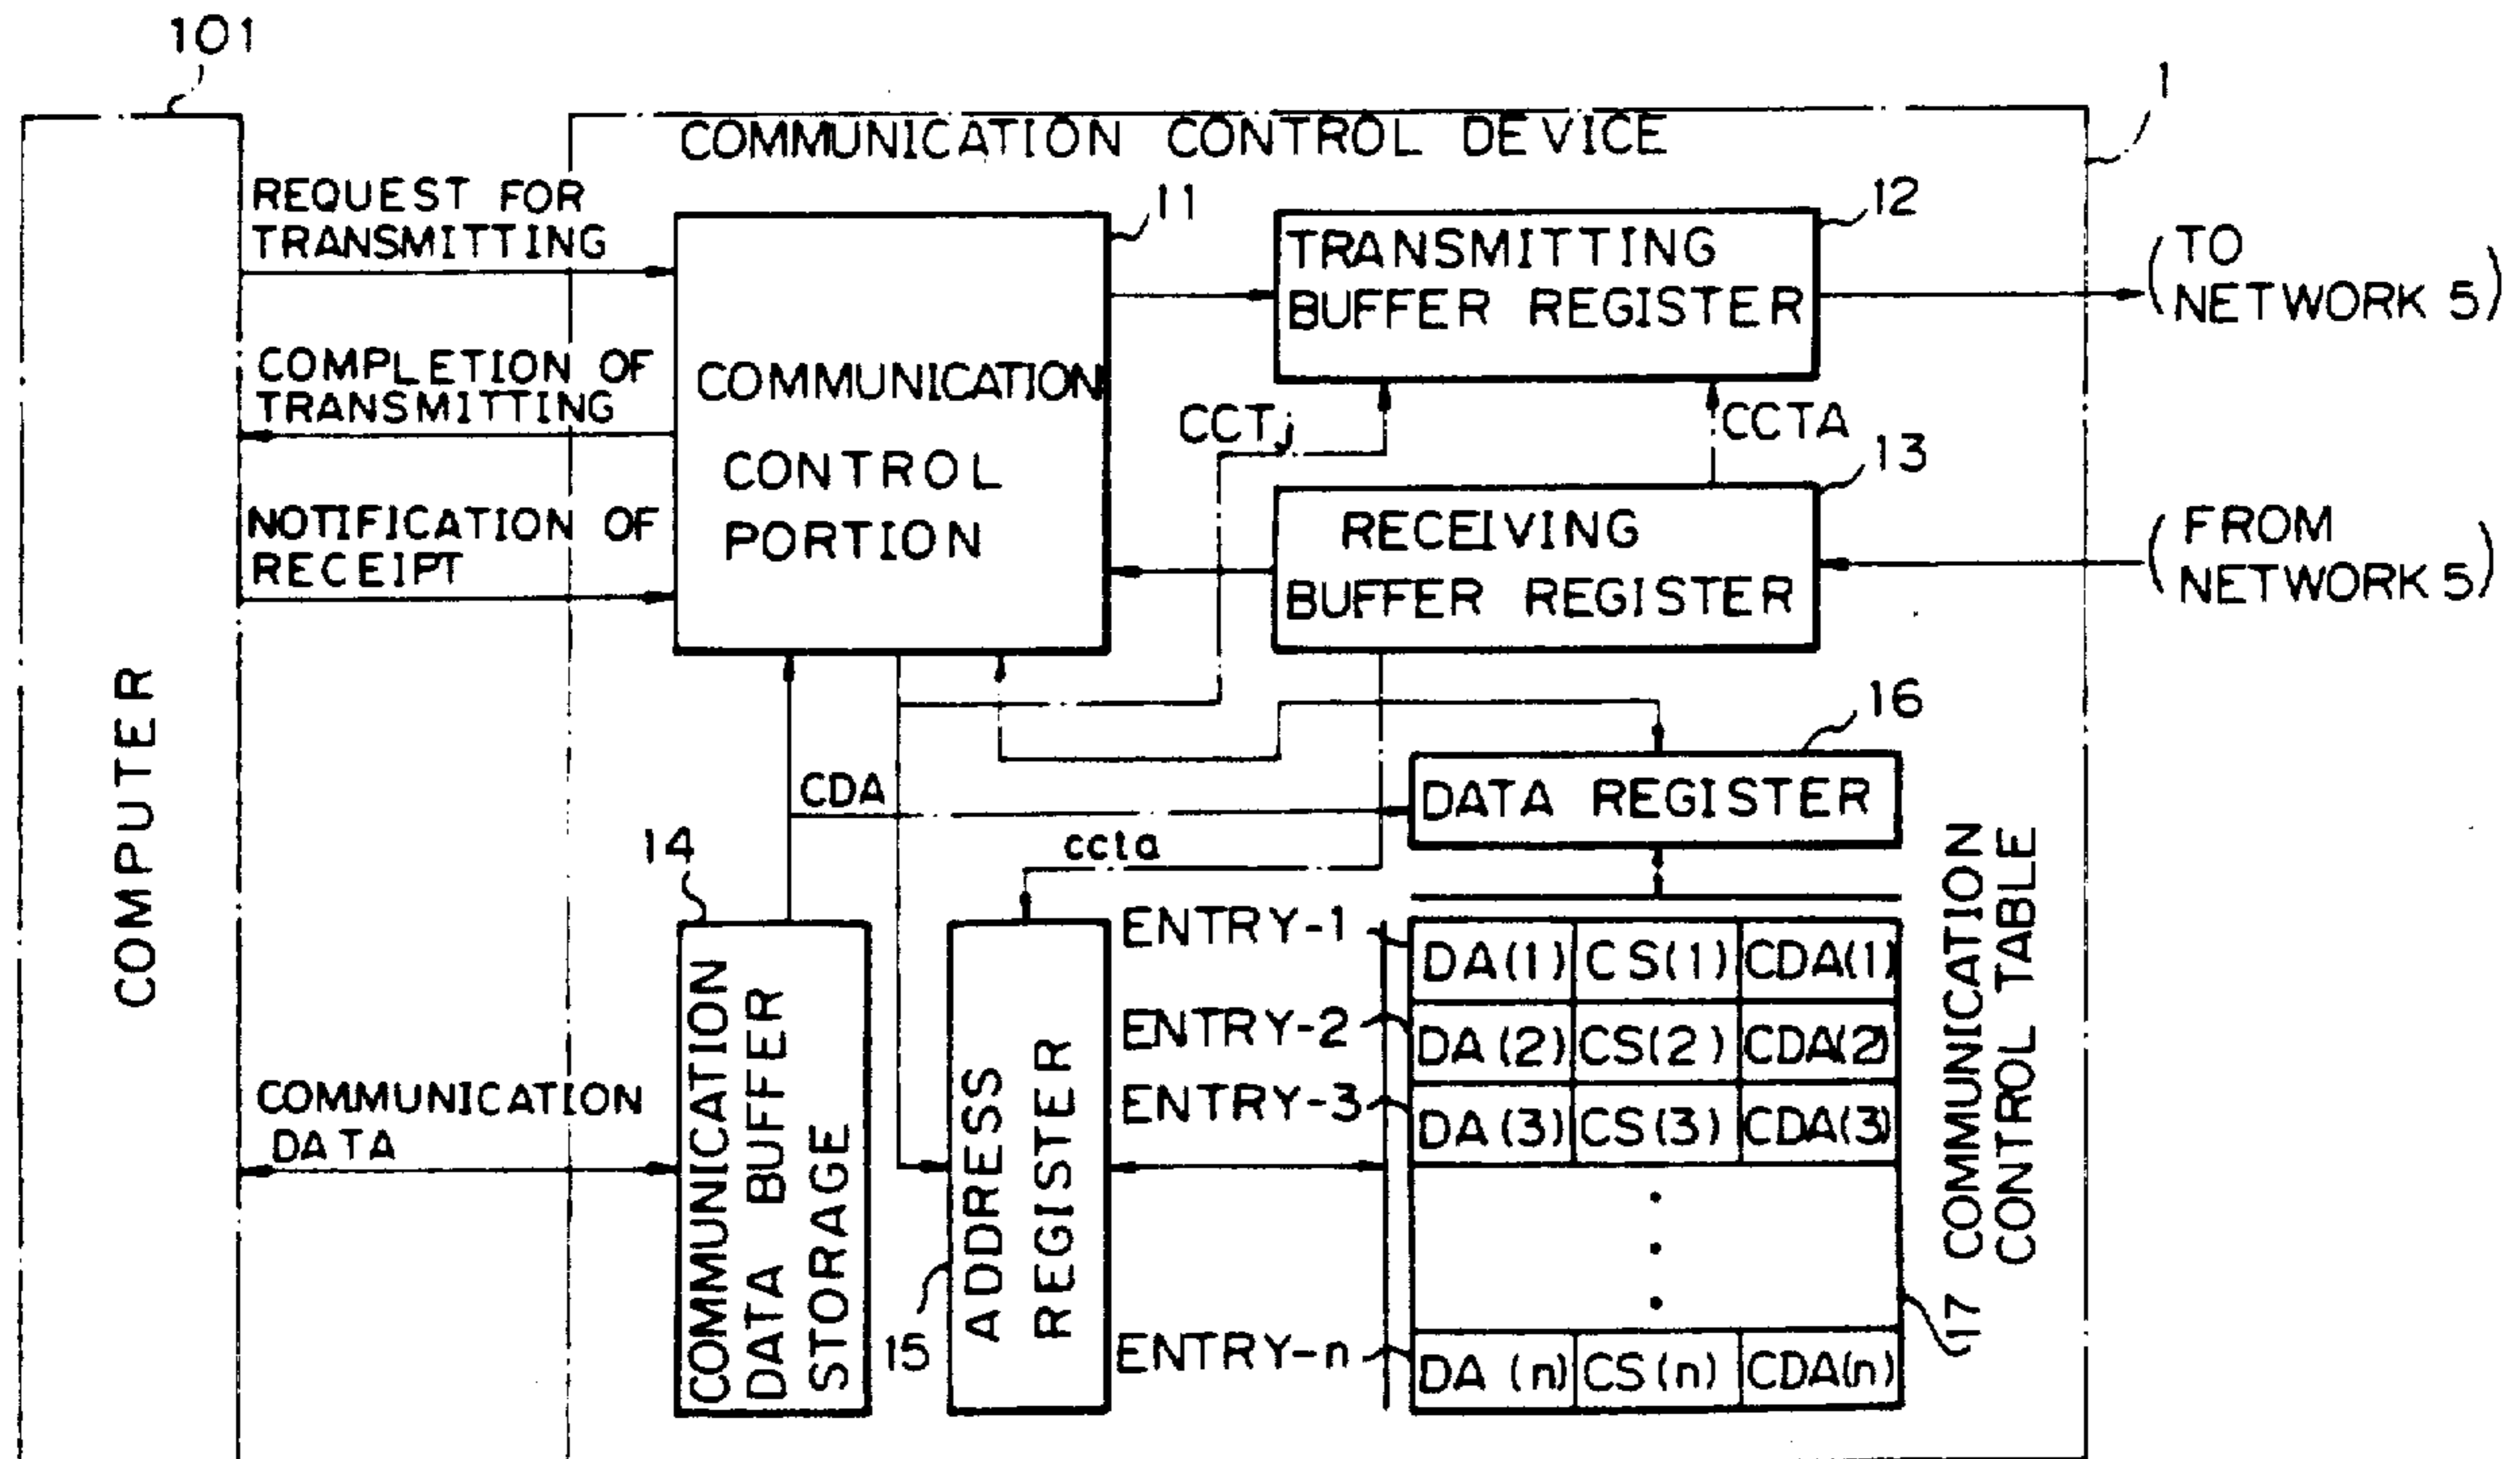 101
1
COMMUNICATION CONTROL DEVICE
REQUEST FOR
TRANSMITTING
11
12
TRANSMITTING
BUFFER REGISTER
(TO
NETWORK 5)
COMPLETION OF
TRANSMITTING
COMMUNICATION
CONTROL
PORTION
CCTj
CCTA
13
NOTIFICATION OF
RECEIPT
RECEIVING
BUFFER REGISTER
(FROM
NETWORK 5)
COMPUTER
16
CDA
DATA REGISTER
14
ccta
COMMUNICATION
DATA BUFFER
STORAGE
15
ADDRESS
REGISTER
ENTRY-1
DA(1) CS(1) CDA(1)
ENTRY-2
DA(2) CS(2) CDA(2)
ENTRY-3
DA(3) CS(3) CDA(3)
ENTRY-n
DA(n) CS(n) CDA(n)
17 COMMUNICATION
CONTROL TABLE
COMMUNICATION
DATA